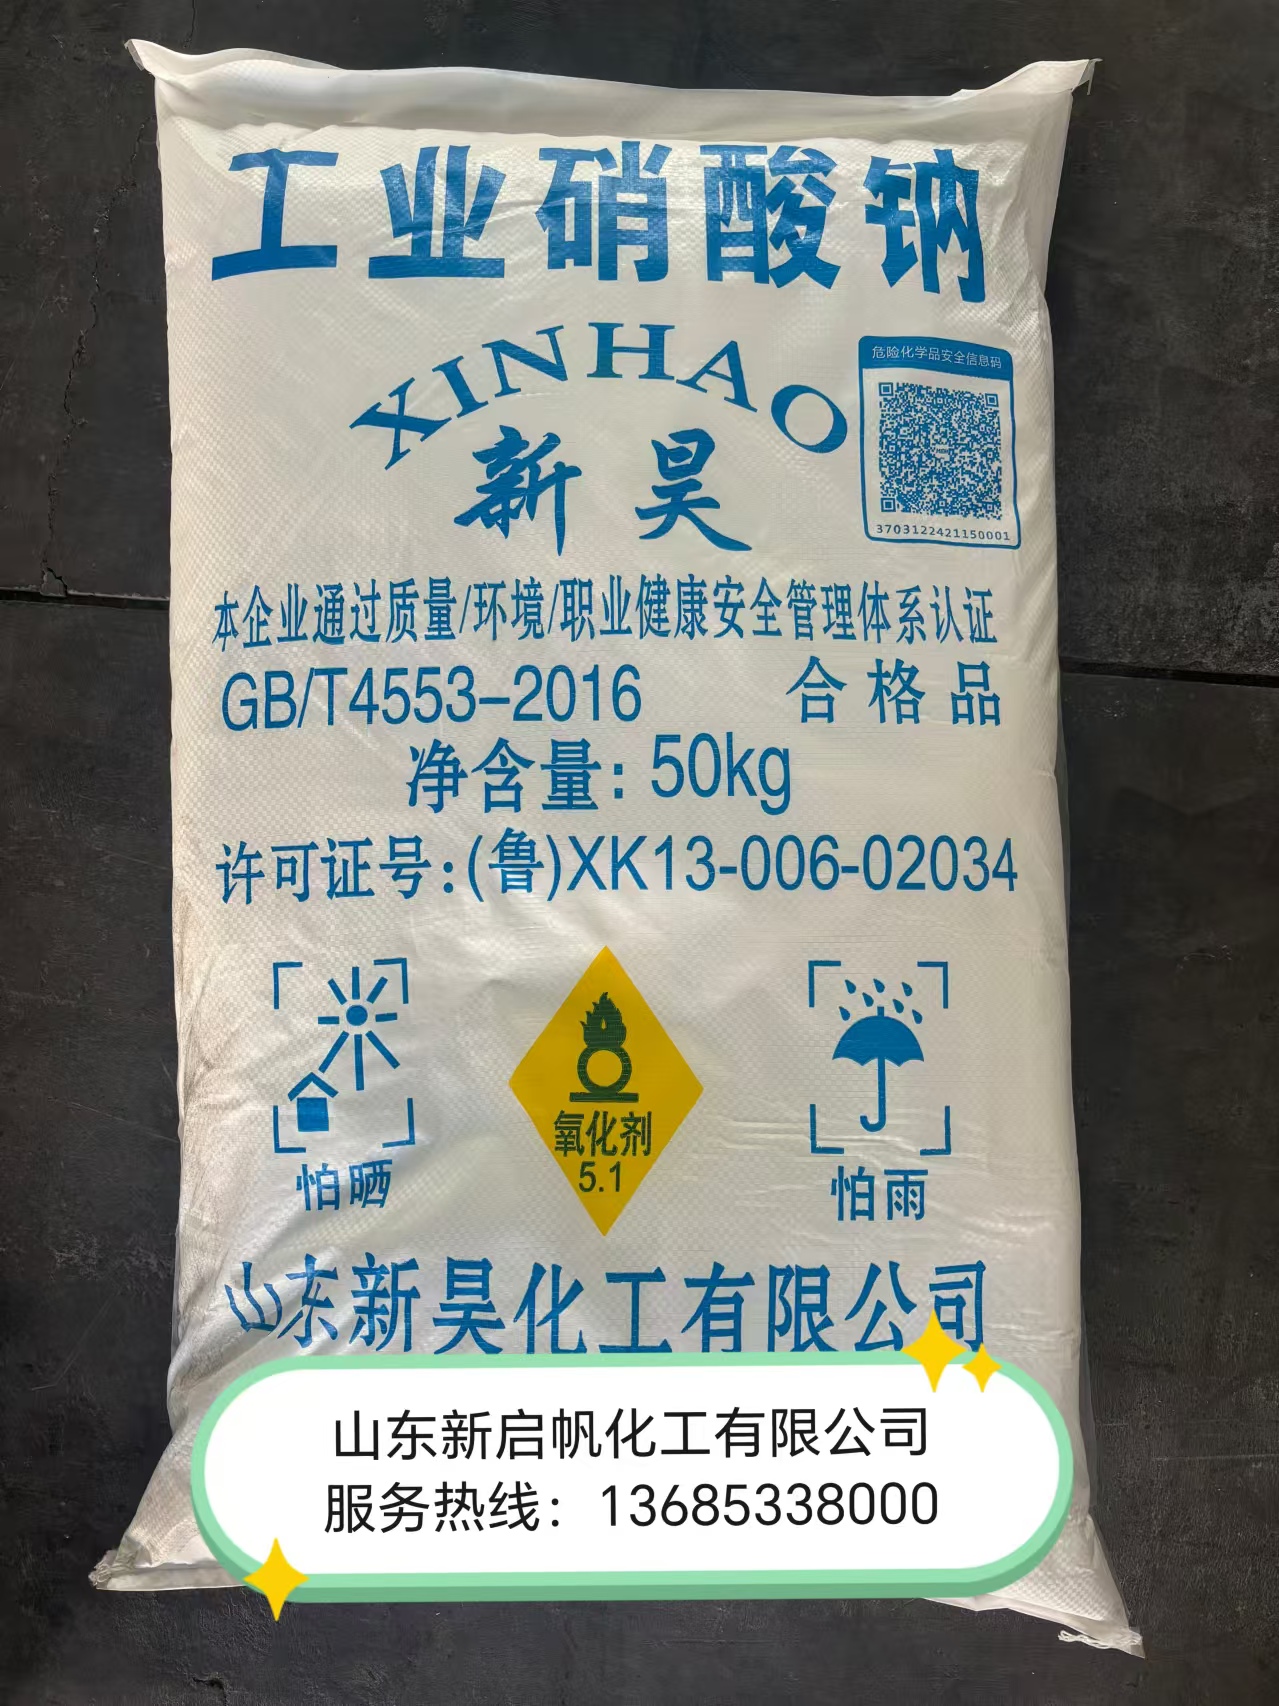 工业硝酸钠
XINHAO
新昊
危险化学品安全信息码
3703122421150001
本企业通过质量/环境/职业健康安全管理体系认证
GB/T4553-2016 合格品
净含量：50kg
许可证号：(鲁)XK13-006-02034
怕晒
氧化剂
5.1
怕雨
山东新昊化工有限公司
山东新启帆化工有限公司
服务热线：13685338000